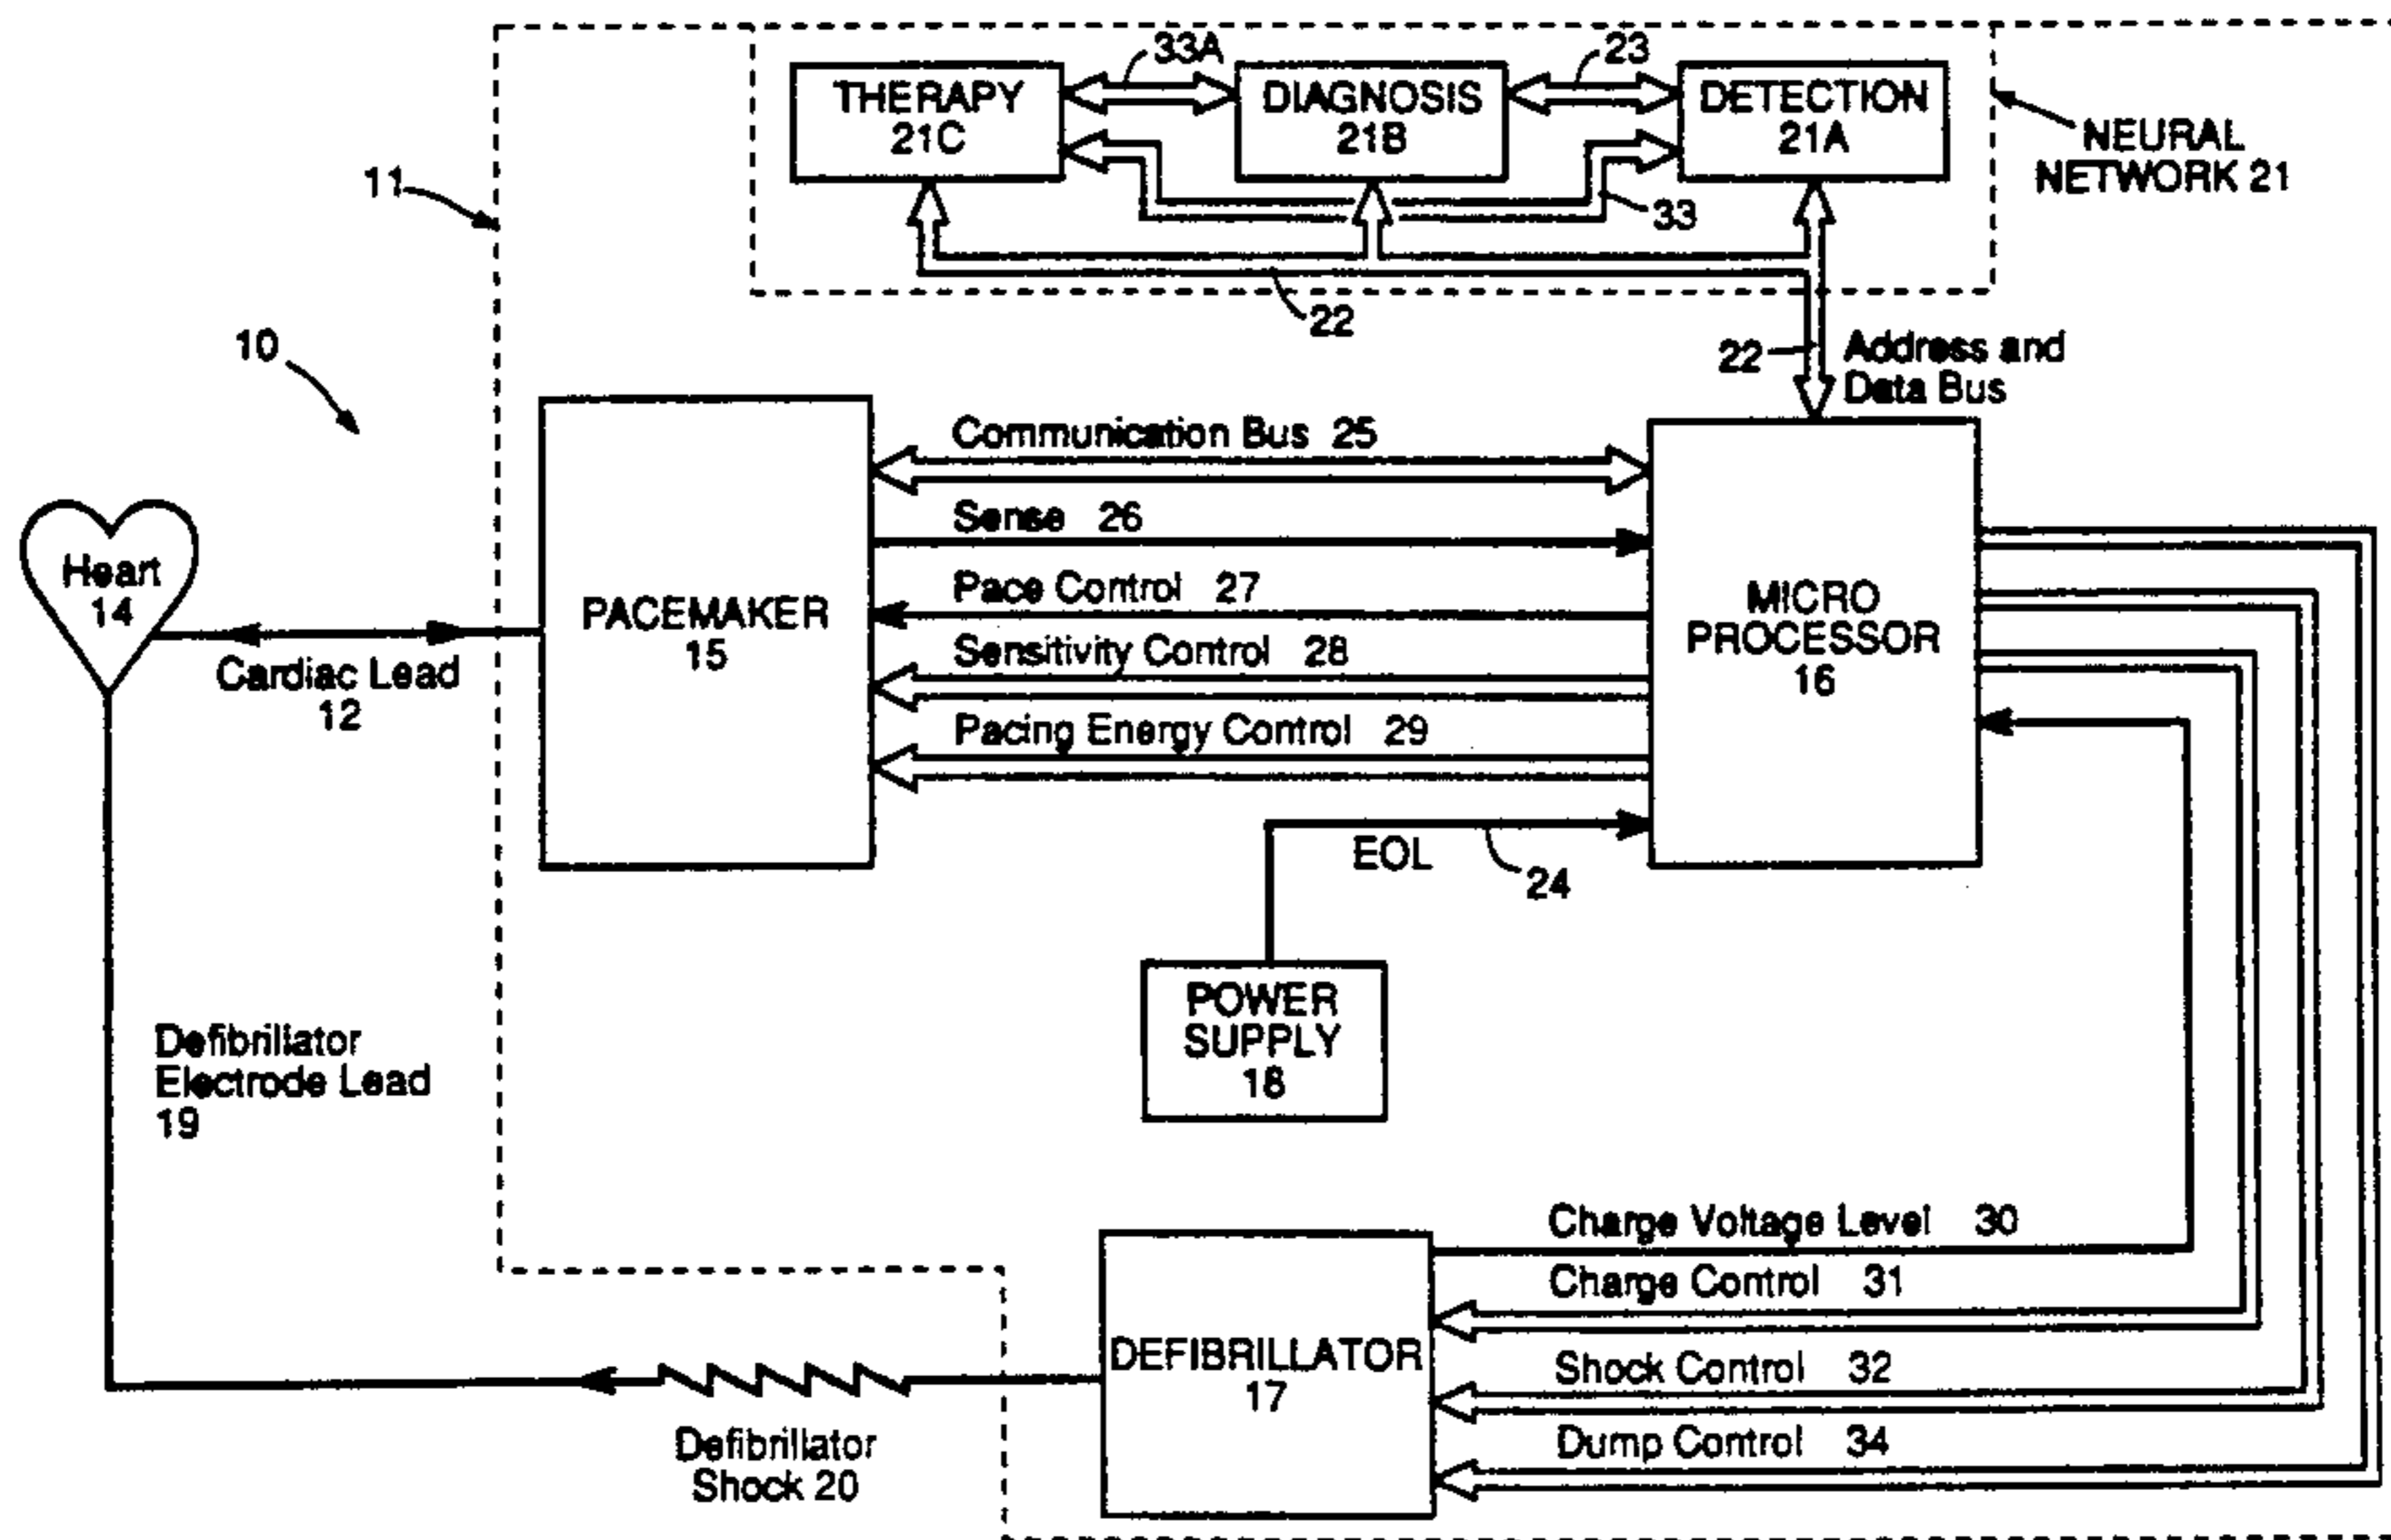 33A
23
THERAPY
21C
DIAGNOSIS
21B
DETECTION
21A
NEURAL
NETWORK 21
11
33
22
10
22
Address and
Data Bus
Communication Bus 25
Sense 26
Pace Control 27
Sensitivity Control 28
Pacing Energy Control 29
Heart
14
Cardiac Lead
12
PACEMAKER
15
MICRO
PROCESSOR
16
EOL
24
POWER
SUPPLY
18
Defibrillator
Electrode Lead
19
Charge Voltage Level 30
Charge Control 31
Shock Control 32
Dump Control 34
DEFIBRILLATOR
17
Defibrillator
Shock 20